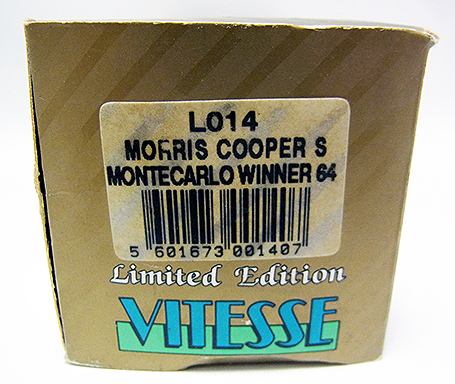 L014
MORRIS COOPER S
MONTECARLO WINNER 64
5 601673 001407
Limited Edition
VITESSE